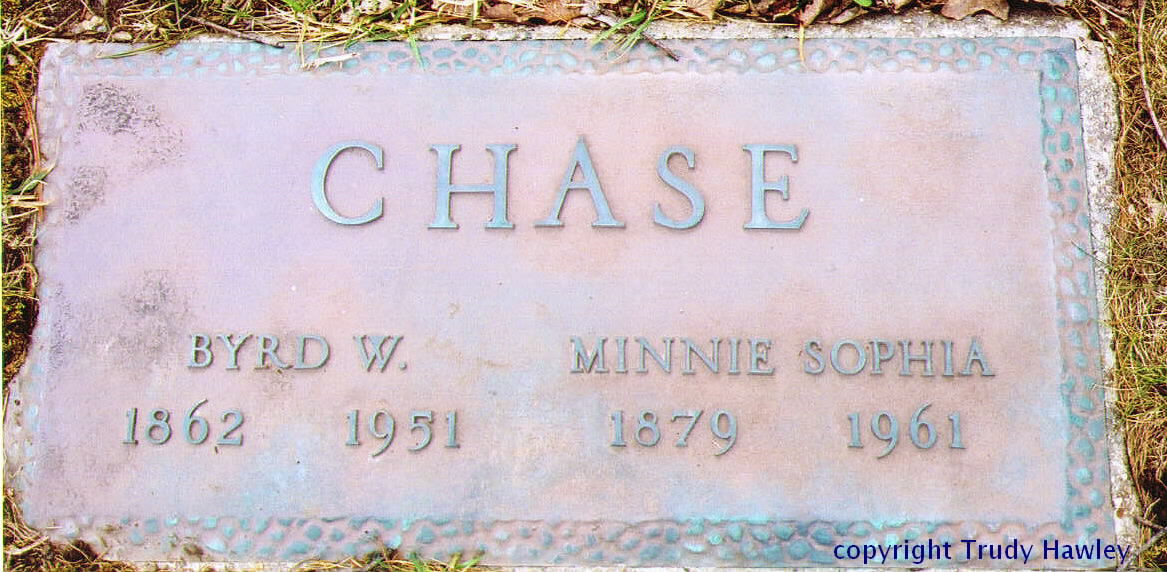 CHASE
BYRD W. MINNIE SOPHIA
1862 1951 1879 1961
copyright Trudy Hawley